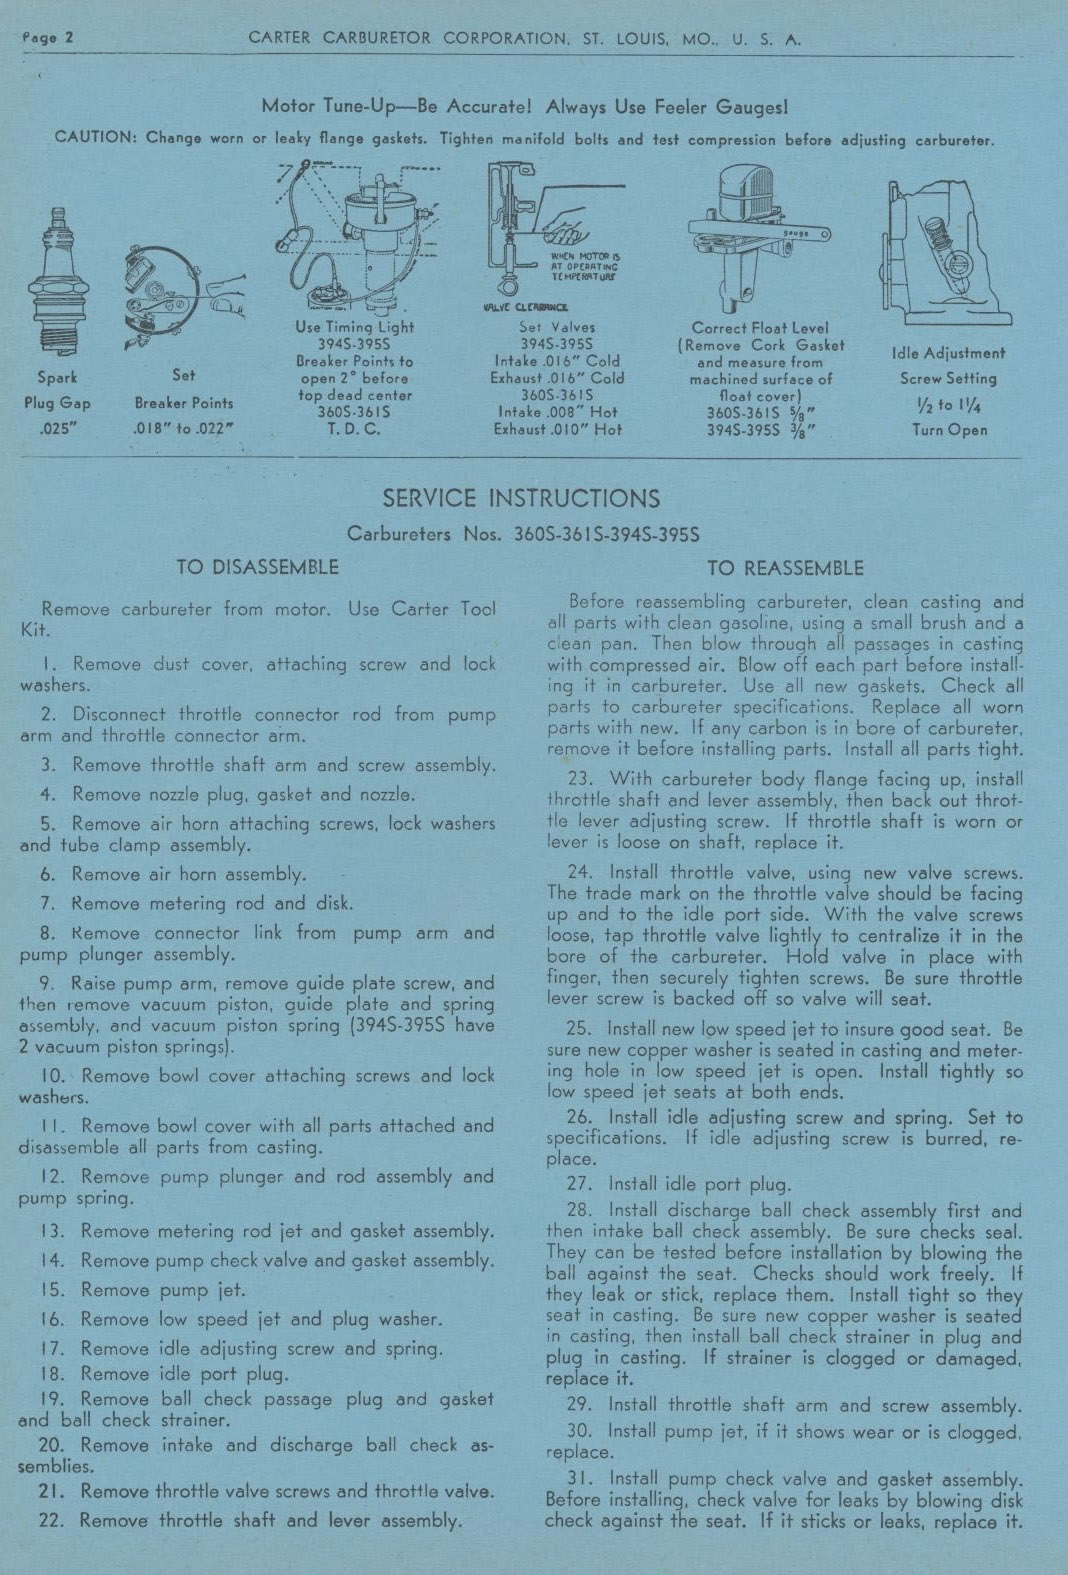 Page 2
CARTER CARBURETOR CORPORATION, ST. LOUIS, MO., U. S. A.
Motor Tune-Up—Be Accurate! Always Use Feeler Gauges!
CAUTION: Change worn or leaky flange gaskets. Tighten manifold bolts and test compression before adjusting carbureter.
Spark
Plug Gap
.025"
Set
Breaker Points
.018" to .022"
Use Timing Light
394S-395S
Breaker Points to
open 2° before
top dead center
360S-361S
T. D. C.
WHEN MOTOR IS
AT OPERATING
TEMPERATURE
VALVE CLEARANCE
Set Valves
394S-395S
Intake .016" Cold
Exhaust .016" Cold
360S-361S
Intake .008" Hot
Exhaust .010" Hot
gauge
Correct Float Level
(Remove Cork Gasket
and measure from
machined surface of
float cover)
360S-361S 5/8"
394S-395S 3/8"
Idle Adjustment
Screw Setting
1/2 to 1 1/4
Turn Open
SERVICE INSTRUCTIONS
Carbureters Nos. 360S-361S-394S-395S
TO DISASSEMBLE
Remove carbureter from motor. Use Carter Tool
Kit.
1. Remove dust cover, attaching screw and lock
washers.
2. Disconnect throttle connector rod from pump
arm and throttle connector arm.
3. Remove throttle shaft arm and screw assembly.
4. Remove nozzle plug, gasket and nozzle.
5. Remove air horn attaching screws, lock washers
and tube clamp assembly.
6. Remove air horn assembly.
7. Remove metering rod and disk.
8. Remove connector link from pump arm and
pump plunger assembly.
9. Raise pump arm, remove guide plate screw, and
then remove vacuum piston, guide plate and spring
assembly, and vacuum piston spring (394S-395S have
2 vacuum piston springs).
10. Remove bowl cover attaching screws and lock
washers.
11. Remove bowl cover with all parts attached and
disassemble all parts from casting.
12. Remove pump plunger and rod assembly and
pump spring.
13. Remove metering rod jet and gasket assembly.
14. Remove pump check valve and gasket assembly.
15. Remove pump jet.
16. Remove low speed jet and plug washer.
17. Remove idle adjusting screw and spring.
18. Remove idle port plug.
19. Remove ball check passage plug and gasket
and ball check strainer.
20. Remove intake and discharge ball check as-
semblies.
21. Remove throttle valve screws and throttle valve.
22. Remove throttle shaft and lever assembly.
TO REASSEMBLE
Before reassembling carbureter, clean casting and
all parts with clean gasoline, using a small brush and a
clean pan. Then blow through all passages in casting
with compressed air. Blow off each part before install-
ing it in carbureter. Use all new gaskets. Check all
parts to carbureter specifications. Replace all worn
parts with new. If any carbon is in bore of carbureter,
remove it before installing parts. Install all parts tight.
23. With carbureter body flange facing up, install
throttle shaft and lever assembly, then back out throt-
tle lever adjusting screw. If throttle shaft is worn or
lever is loose on shaft, replace it.
24. Install throttle valve, using new valve screws.
The trade mark on the throttle valve should be facing
up and to the idle port side. With the valve screws
loose, tap throttle valve lightly to centralize it in the
bore of the carbureter. Hold valve in place with
finger, then securely tighten screws. Be sure throttle
lever screw is backed off so valve will seat.
25. Install new low speed jet to insure good seat. Be
sure new copper washer is seated in casting and meter-
ing hole in low speed jet is open. Install tightly so
low speed jet seats at both ends.
26. Install idle adjusting screw and spring. Set to
specifications. If idle adjusting screw is burred, re-
place.
27. Install idle port plug.
28. Install discharge ball check assembly first and
then intake ball check assembly. Be sure checks seal.
They can be tested before installation by blowing the
ball against the seat. Checks should work freely. If
they leak or stick, replace them. Install tight so they
seat in casting. Be sure new copper washer is seated
in casting, then install ball check strainer in plug and
plug in casting. If strainer is clogged or damaged,
replace it.
29. Install throttle shaft arm and screw assembly.
30. Install pump jet, if it shows wear or is clogged,
replace.
31. Install pump check valve and gasket assembly.
Before installing, check valve for leaks by blowing disk
check against the seat. If it sticks or leaks, replace it.